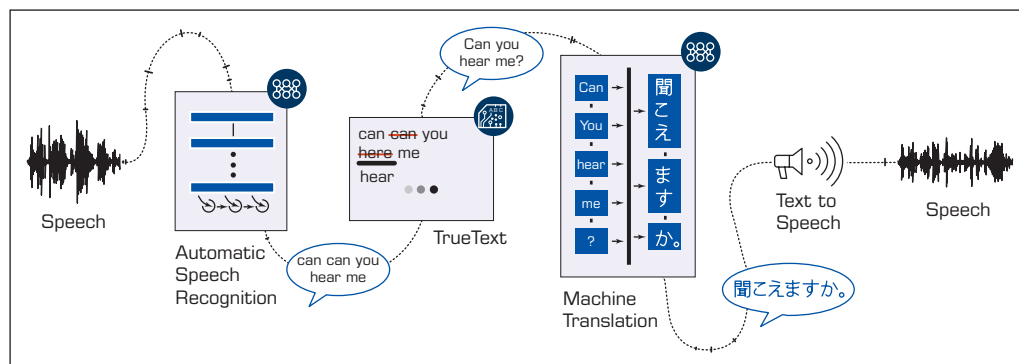 Speech
Automatic
Speech
Recognition
can can you
hear me
can can you
here me
hear
TrueText
ABC
Can you
hear me?
Can
You
hear
me
?
聞こえ
ます
か。
Machine
Translation
聞こえますか。
Text to
Speech
Speech